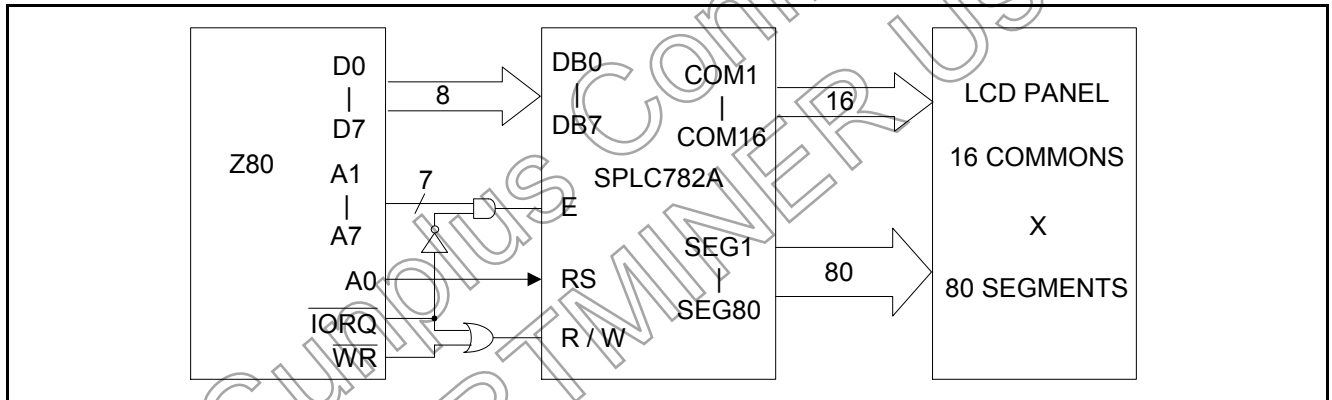 Z80
D0
|
D7
A1
|
A7
A0
IORQ
WR
8
7
DB0
|
DB7
E
RS
R / W
SPLC782A
COM1
|
COM16
SEG1
|
SEG80
16
80
LCD PANEL
16 COMMONS
X
80 SEGMENTS
Sunplus